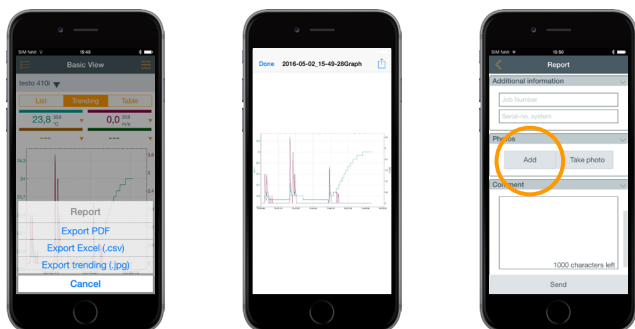 SIM fehlt
15:49
Basic View
testo 410i
List
Trending
Table
23,8
°C
0,0
m/s
---
---
Report
Export PDF
Export Excel (.csv)
Export trending (.jpg)
Cancel
Done
2016-05-02_15-49-28Graph
SIM fehlt
15:50
Report
Additional information
Job Number
Serial-no. system
Photos
Add
Take photo
Comment
1000 characters left
Send